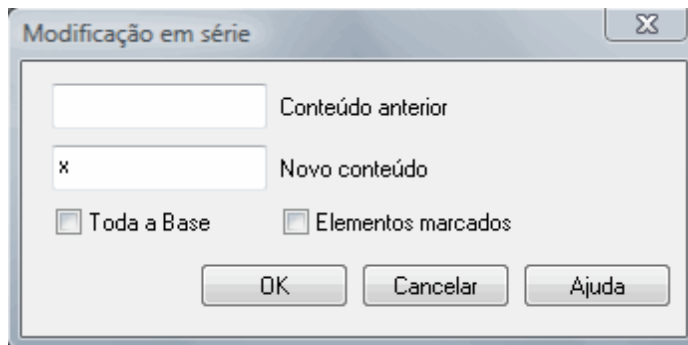 Modificação em série
Conteúdo anterior
x Novo conteúdo
Toda a Base Elementos marcados
OK Cancelar Ajuda